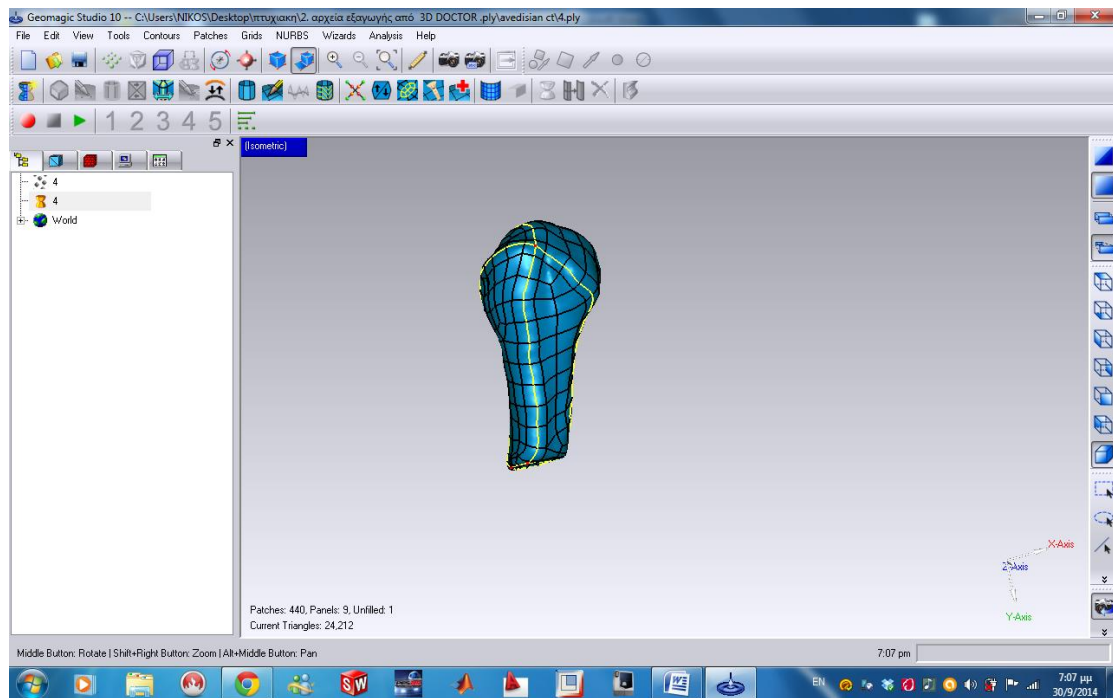 Geomagic Studio 10 -- C:\Users\NIKOS\Desktop\πτυχιακη\2. αρχεία εξαγωγής από 3D DOCTOR .ply\avedisian ct\4.ply
File Edit View Tools Contours Patches Grids NURBS Wizards Analysis Help
1 2 3 4 5
(Isometric)
4
4
World
X-Axis
Z-Axis
Y-Axis
Patches: 440, Panels: 9, Unfilled: 1
Current Triangles: 24,212
Middle Button: Rotate | Shift+Right Button: Zoom | Alt+Middle Button: Pan
7:07 pm
SW
EN
7:07 μμ
30/9/2014